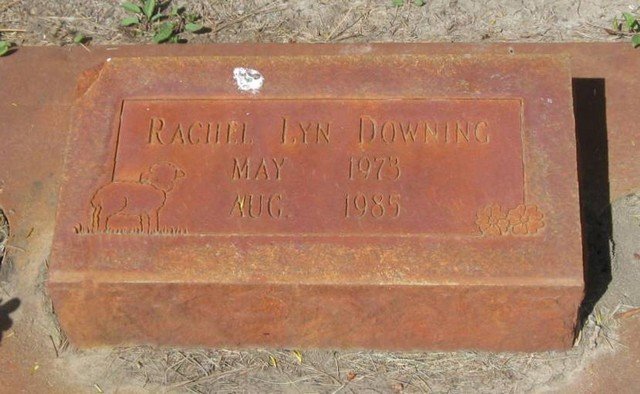 RACHEL LYN DOWNING
MAY 1973
AUG. 1985